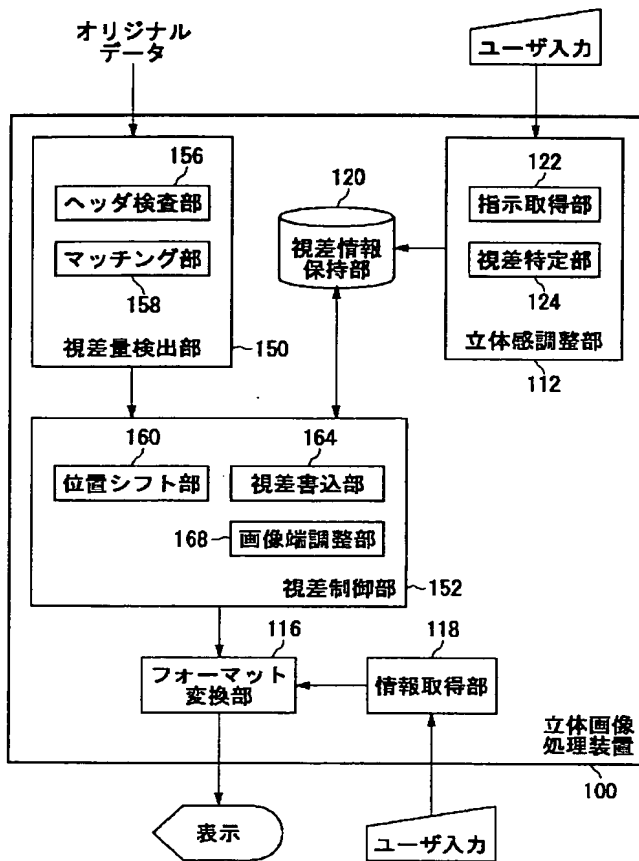 オリジナル
データ
ユーザ入力
156
ヘッダ検査部
マッチング部
158
視差量検出部
150
120
視差情報
保持部
122
指示取得部
視差特定部
124
立体感調整部
112
160
位置シフト部
164
視差書込部
168
画像端調整部
視差制御部
152
116
フォーマット
変換部
118
情報取得部
立体画像
処理装置
100
表示
ユーザ入力